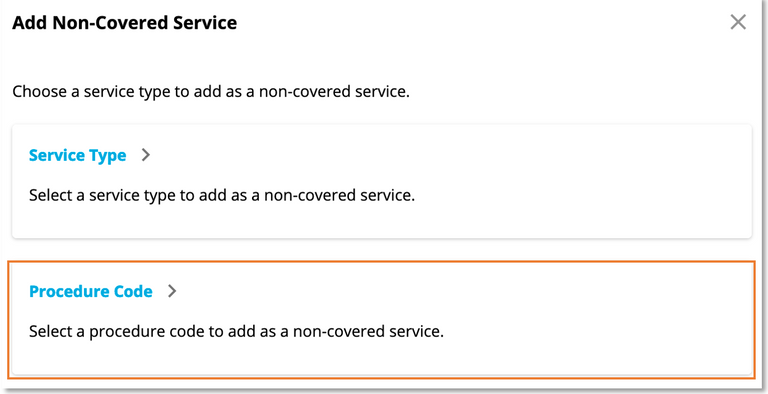 Add Non-Covered Service
Choose a service type to add as a non-covered service.
Service Type
Select a service type to add as a non-covered service.
Procedure Code
Select a procedure code to add as a non-covered service.